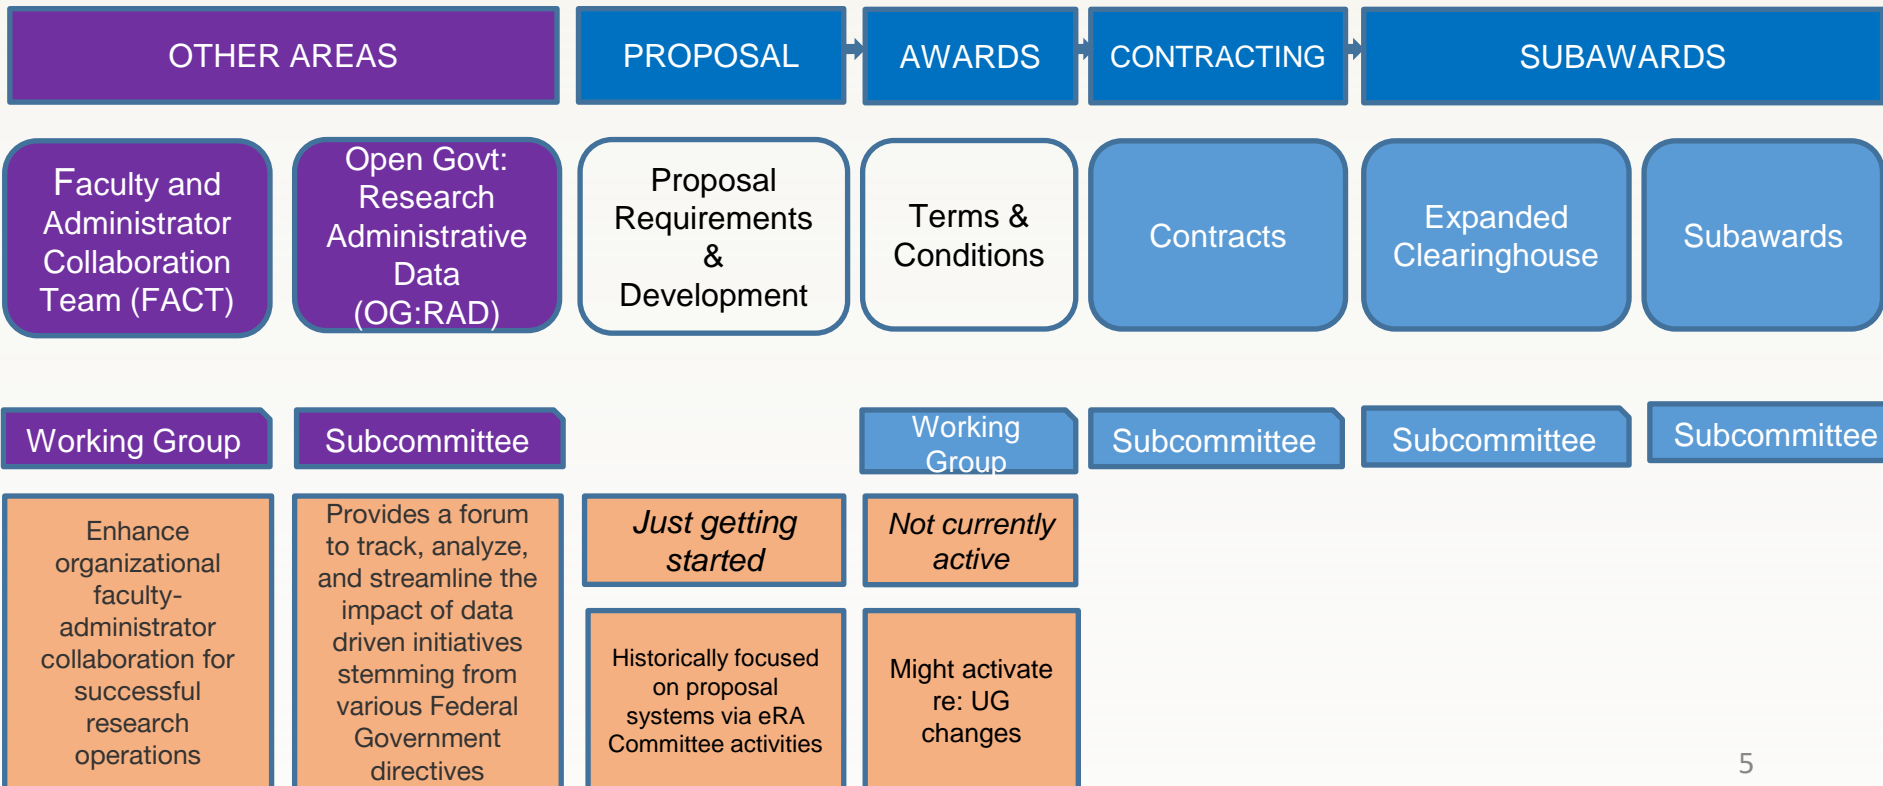 OTHER AREAS
PROPOSAL
AWARDS
CONTRACTING
SUBAWARDS
Faculty and
Administrator
Collaboration
Team (FACT)
Open Govt:
Research
Administrative
Data
(OG:RAD)
Proposal
Requirements
&
Development
Terms &
Conditions
Contracts
Expanded
Clearinghouse
Subawards
Working Group
Subcommittee
Working
Group
Subcommittee
Subcommittee
Subcommittee
Enhance
organizational
faculty-
administrator
collaboration for
successful
research
operations
Provides a forum
to track, analyze,
and streamline the
impact of data
driven initiatives
stemming from
various Federal
Government
directives
Just getting
started
Historically focused
on proposal
systems via eRA
Committee activities
Not currently
active
Might activate
re: UG
changes
5